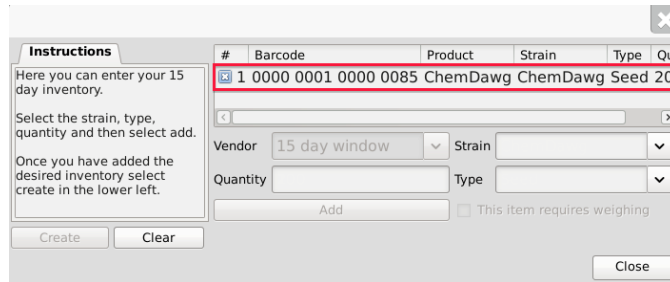 Instructions
Here you can enter your 15
day inventory.
Select the strain, type,
quantity and then select add.
Once you have added the
desired inventory select
create in the lower left.
Create Clear
# Barcode Product Strain Type
1 0000 0001 0000 0085 ChemDawg ChemDawg Seed
Vendor 15 day window Strain
Quantity Type
Add This item requires weighing
Close